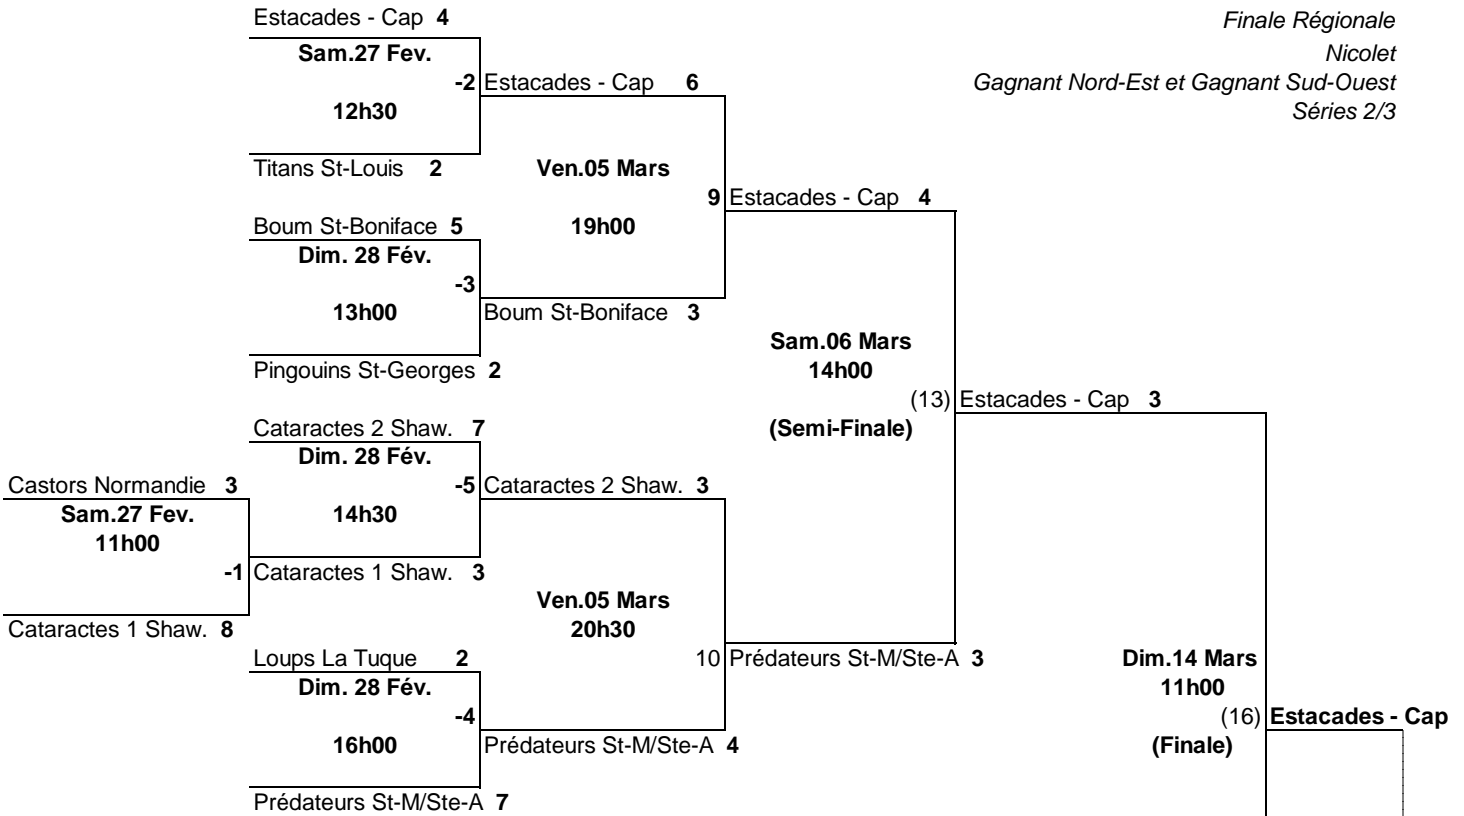 Estacades - Cap 4
Finale Régionale
Sam.27 Fev.
Nicolet
-2 Estacades - Cap 6
Gagnant Nord-Est et Gagnant Sud-Ouest
12h30
Séries 2/3
Titans St-Louis 2
Ven.05 Mars
9 Estacades - Cap 4
Boum St-Boniface 5
19h00
Dim. 28 Fév.
-3
13h00
Boum St-Boniface 3
Sam.06 Mars
Pingouins St-Georges 2
14h00
(13) Estacades - Cap 3
Cataractes 2 Shaw. 7
(Semi-Finale)
Dim. 28 Fév.
Castors Normandie 3
-5 Cataractes 2 Shaw. 3
Sam.27 Fev.
14h30
11h00
-1 Cataractes 1 Shaw. 3
Ven.05 Mars
Cataractes 1 Shaw. 8
20h30
Loups La Tuque 2
10 Prédateurs St-M/Ste-A 3
Dim.14 Mars
Dim. 28 Fév.
11h00
-4
(16) Estacades - Cap
16h00
Prédateurs St-M/Ste-A 4
(Finale)
Prédateurs St-M/Ste-A 7